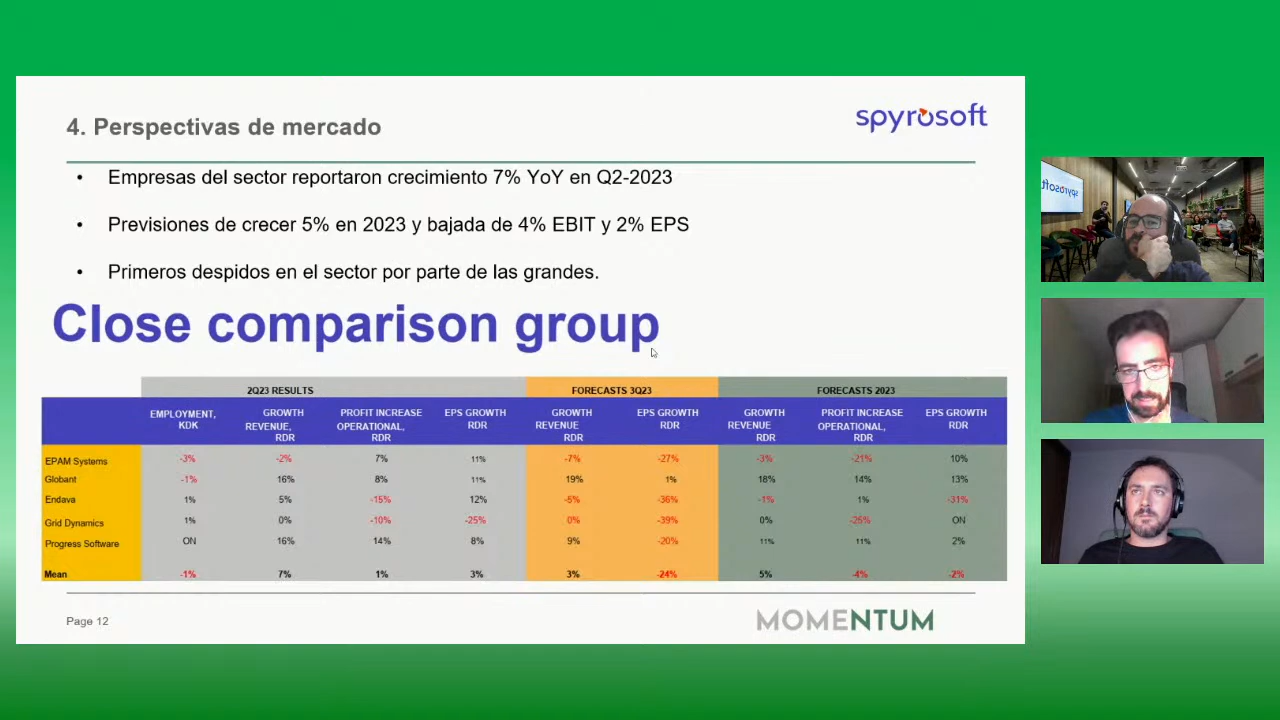 4. Perspectivas de mercado
spyrosoft
• Empresas del sector reportaron crecimiento 7% YoY en Q2-2023
• Previsiones de crecer 5% en 2023 y bajada de 4% EBIT y 2% EPS
• Primeros despidos en el sector por parte de las grandes.
Close comparison group
2Q23 RESULTS FORECASTS 3Q23 FORECASTS 2023
EMPLOYMENT, KDK GROWTH REVENUE, RDR PROFIT INCREASE OPERATIONAL, RDR EPS GROWTH RDR GROWTH REVENUE RDR EPS GROWTH RDR GROWTH REVENUE RDR PROFIT INCREASE OPERATIONAL, RDR EPS GROWTH RDR
EPAM Systems -3% -2% 7% 11% -7% -27% -3% -21% 10%
Globant -1% 16% 8% 11% 19% 1% 18% 14% 13%
Endava 1% 5% -15% 12% -5% -36% -1% 1% -31%
Grid Dynamics 1% 0% -10% -25% 0% -39% 0% -25% ON
Progress Software ON 16% 14% 8% 9% -20% 11% 11% 2%
Mean -1% 7% 1% 3% 3% -24% 5% -4% -2%
Page 12
MOMENTUM
spyrosoft